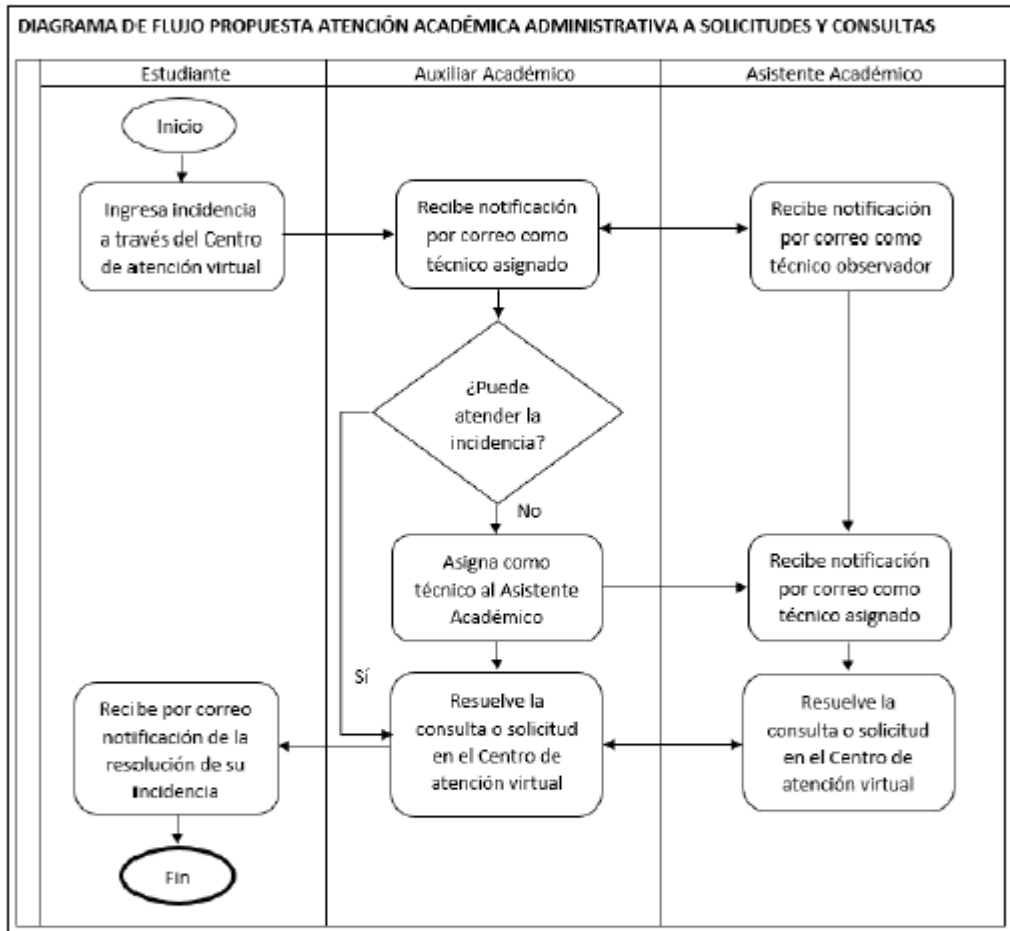 DIAGRAMA DE FLUJO PROPUESTA ATENCIÓN ACADÉMICA ADMINISTRATIVA A SOLICITUDES Y CONSULTAS
Estudiante
Auxiliar Académico
Asistente Académico
Inicio
Ingresa incidencia
a través del Centro
de atención virtual
Recibe notificación
por correo como
técnico asignado
Recibe notificación
por correo como
técnico observador
¿Puede
atender la
incidencia?
No
Asigna como
técnico al Asistente
Académico
Recibe notificación
por correo como
técnico asignado
Sí
Recibe por correo
notificación de la
resolución de su
incidencia
Resuelve la
consulta o solicitud
en el Centro de
atención virtual
Resuelve la
consulta o solicitud
en el Centro de
atención virtual
Fin